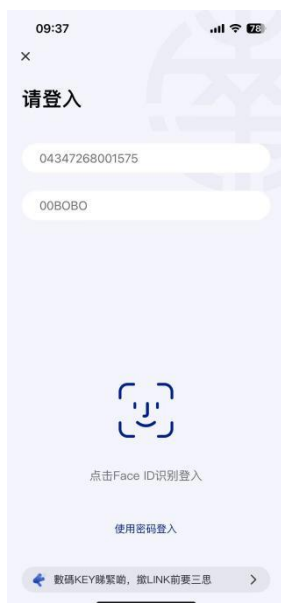 09:37
78
×
请登入
04347268001575
00BOBO
点击Face ID识别登入
使用密码登入
數碼KEY睇緊啲，撳LINK前要三思